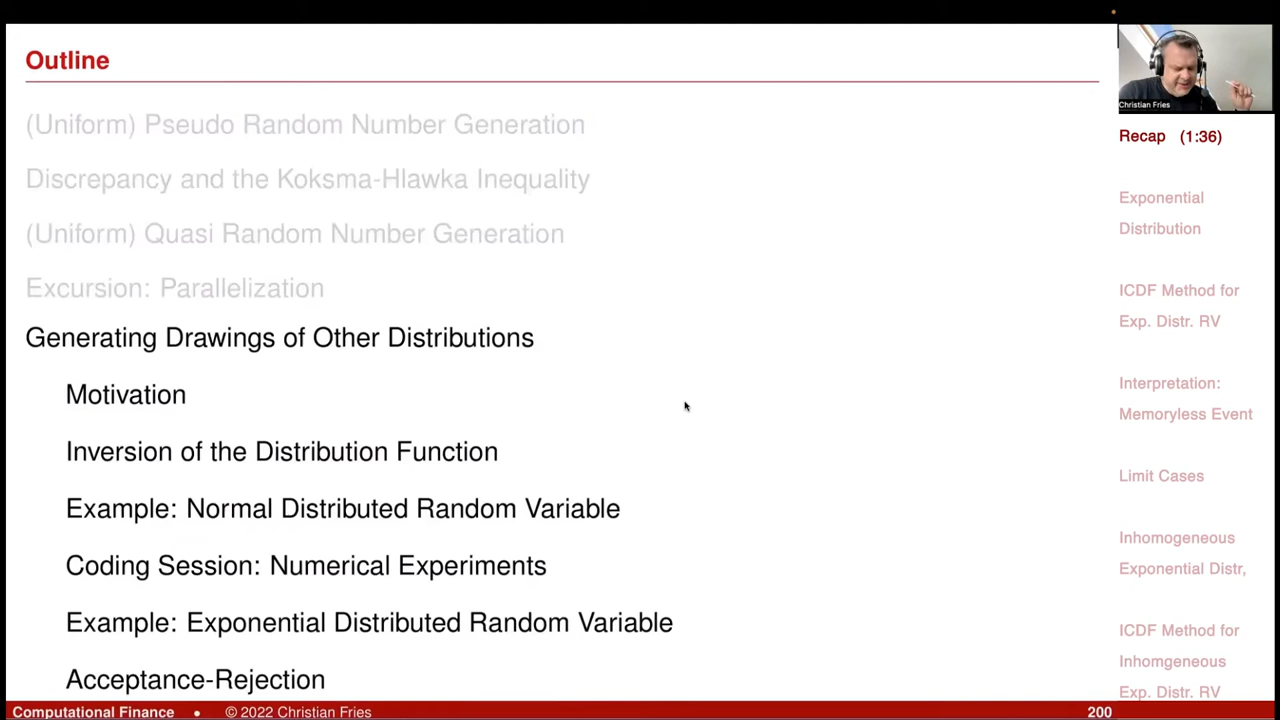 Outline
(Uniform) Pseudo Random Number Generation
Discrepancy and the Koksma-Hlawka Inequality
(Uniform) Quasi Random Number Generation
Excursion: Parallelization
Generating Drawings of Other Distributions
Motivation
Inversion of the Distribution Function
Example: Normal Distributed Random Variable
Coding Session: Numerical Experiments
Example: Exponential Distributed Random Variable
Acceptance-Rejection
Computational Finance • © 2022 Christian Fries 200
Christian Fries
Recap (1:36)
Exponential
Distribution
ICDF Method for
Exp. Distr. RV
Interpretation:
Memoryless Event
Limit Cases
Inhomogeneous
Exponential Distr,
ICDF Method for
Inhomgeneous
Exp. Distr. RV